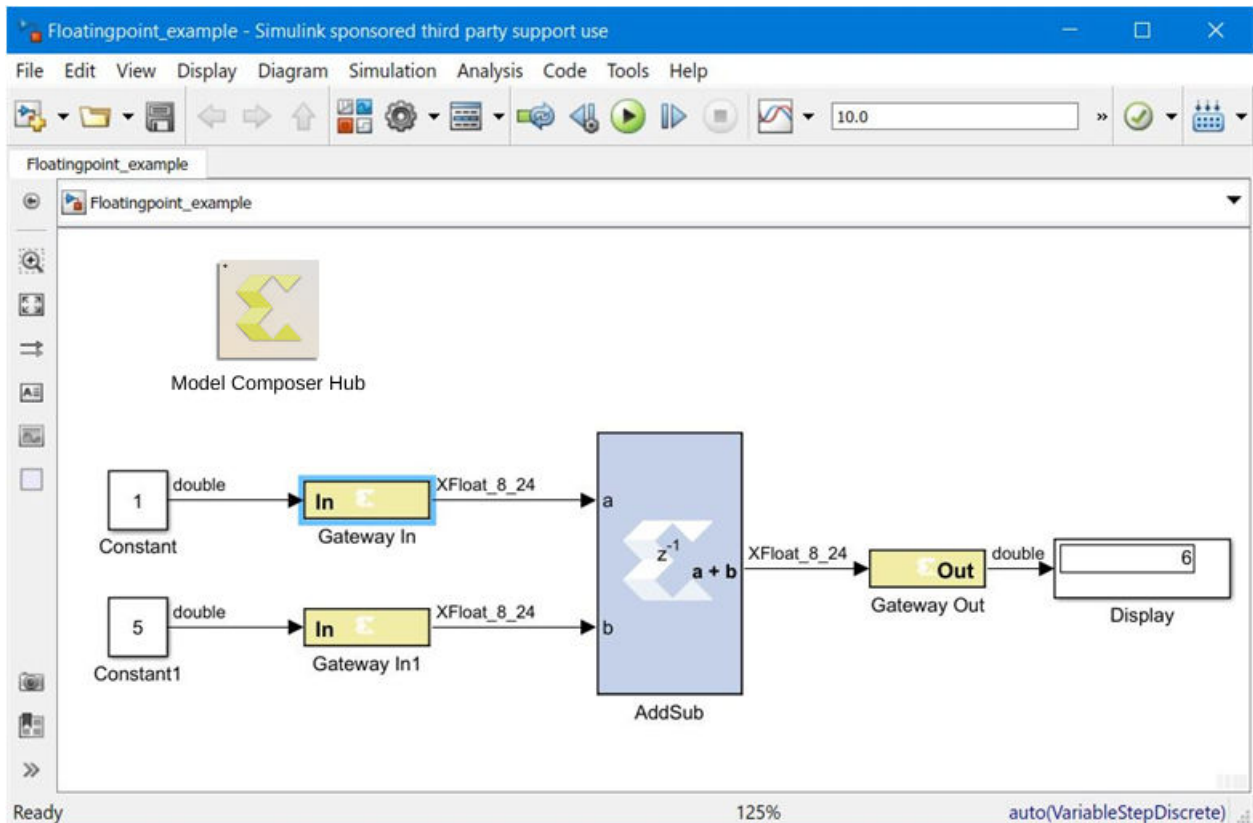 Floatingpoint_example - Simulink sponsored third party support use
File Edit View Display Diagram Simulation Analysis Code Tools Help
10.0 »
Floatingpoint_example
Floatingpoint_example
Model Composer Hub
1
double
In
XFloat_8_24
a
Constant
Gateway In
z-1
a + b
XFloat_8_24
Out
double
6
Gateway Out
Display
5
double
In
XFloat_8_24
b
Constant1
Gateway In1
AddSub
Ready 125% auto(VariableStepDiscrete)